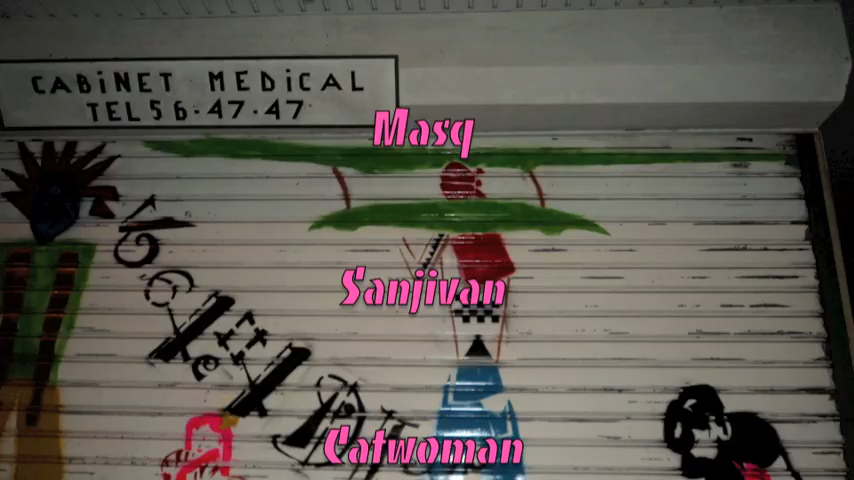 CABiNET MEDiCAL
TEL 56.47.47
Masq
Sanjivan
Catwoman